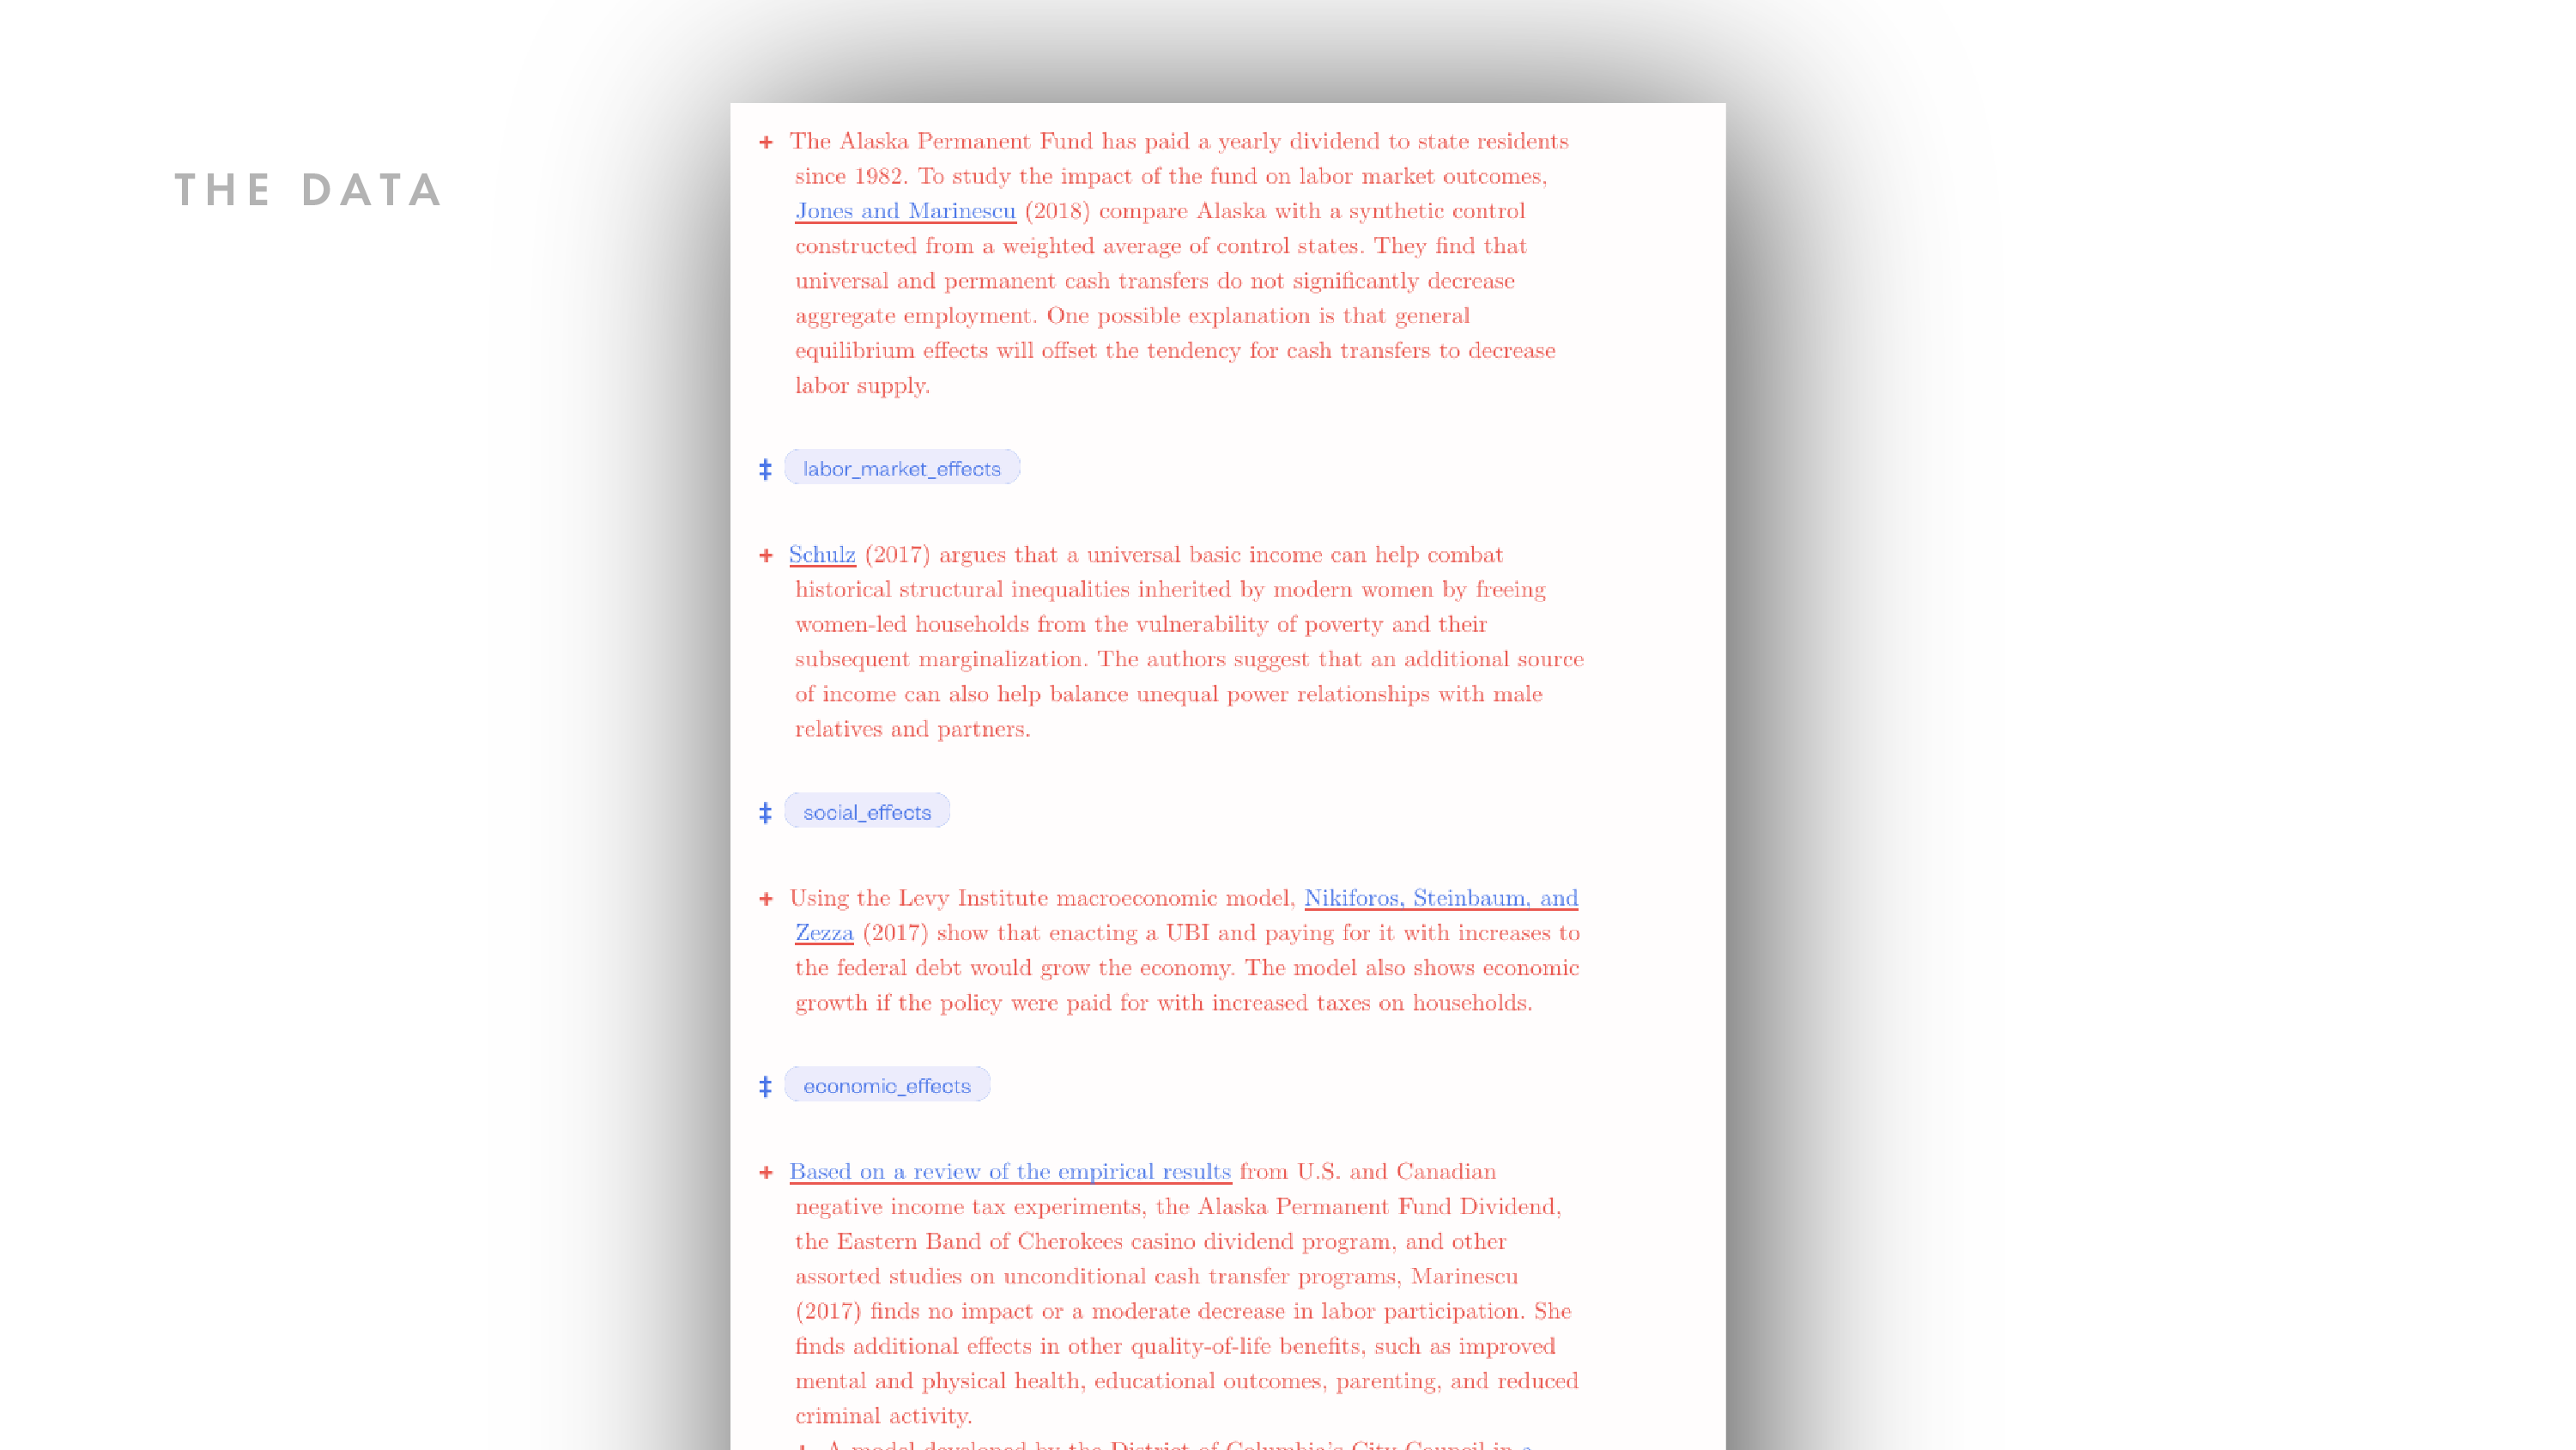 THE DATA
+ The Alaska Permanent Fund has paid a yearly dividend to state residents
since 1982. To study the impact of the fund on labor market outcomes,
Jones and Marinescu (2018) compare Alaska with a synthetic control
constructed from a weighted average of control states. They find that
universal and permanent cash transfers do not significantly decrease
aggregate employment. One possible explanation is that general
equilibrium effects will offset the tendency for cash transfers to decrease
labor supply.
‡ labor_market_effects
+ Schulz (2017) argues that a universal basic income can help combat
historical structural inequalities inherited by modern women by freeing
women-led households from the vulnerability of poverty and their
subsequent marginalization. The authors suggest that an additional source
of income can also help balance unequal power relationships with male
relatives and partners.
‡ social_effects
+ Using the Levy Institute macroeconomic model, Nikiforos, Steinbaum, and
Zezza (2017) show that enacting a UBI and paying for it with increases to
the federal debt would grow the economy. The model also shows economic
growth if the policy were paid for with increased taxes on households.
‡ economic_effects
+ Based on a review of the empirical results from U.S. and Canadian
negative income tax experiments, the Alaska Permanent Fund Dividend,
the Eastern Band of Cherokees casino dividend program, and other
assorted studies on unconditional cash transfer programs, Marinescu
(2017) finds no impact or a moderate decrease in labor participation. She
finds additional effects in other quality-of-life benefits, such as improved
mental and physical health, educational outcomes, parenting, and reduced
criminal activity.
A model developed by the District of Columbia's City Council in a